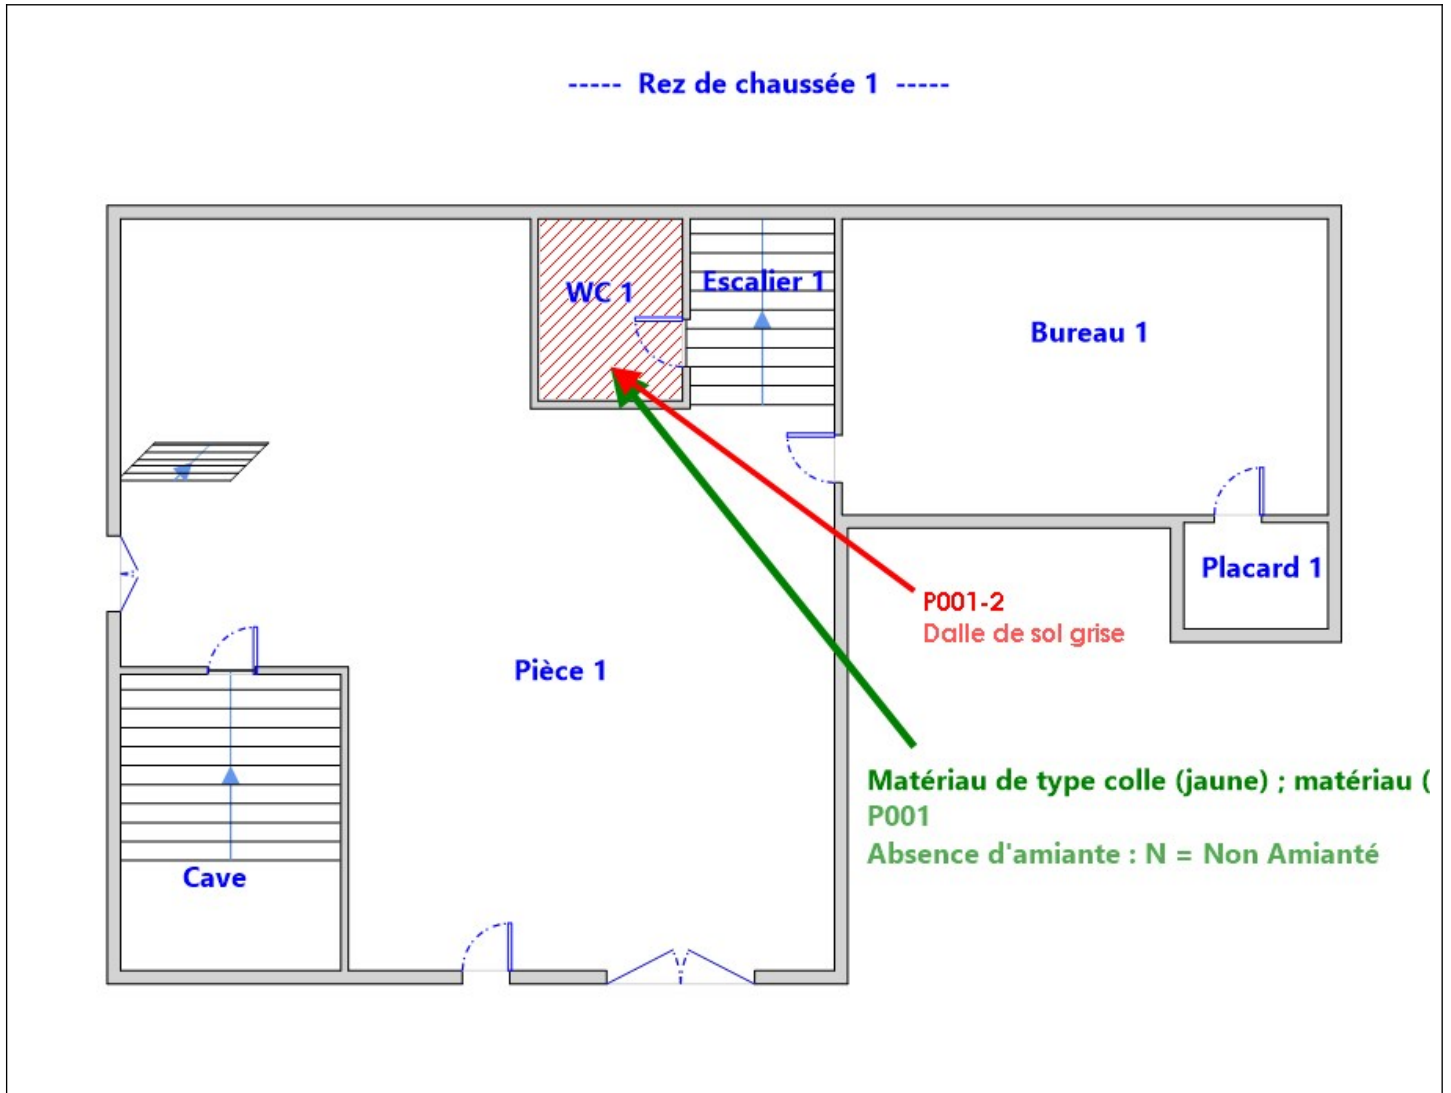 ----- Rez de chaussée 1 -----
WC 1
Escalier 1
Bureau 1
Placard 1
P001-2
Dalle de sol grise
Pièce 1
Matériau de type colle (jaune) ; matériau (
P001
Absence d'amiante : N = Non Amianté
Cave